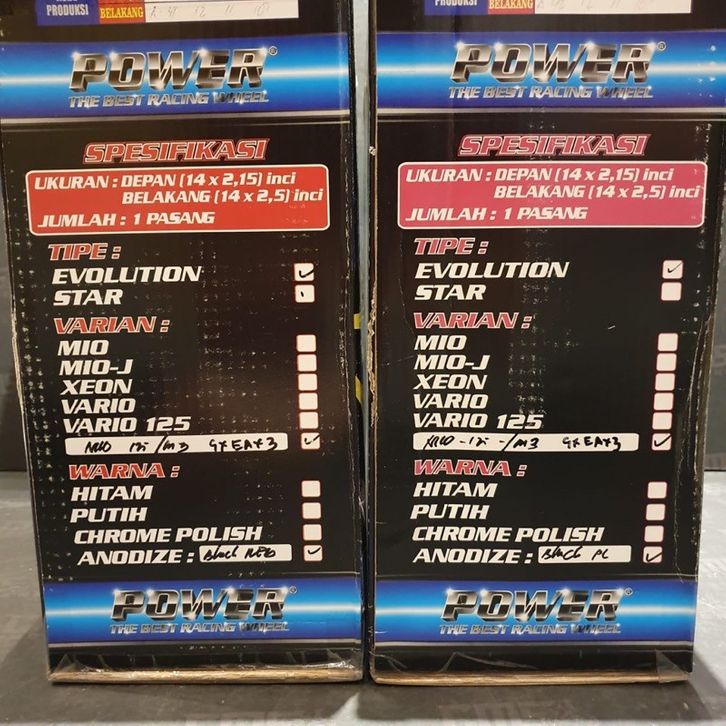 PRODUKSI
BELAKANG
POWER®
THE BEST RACING WHEEL
SPESIFIKASI
UKURAN : DEPAN (14 x 2,15) inci
BELAKANG (14 x 2,5) inci
JUMLAH : 1 PASANG
TIPE :
EVOLUTION
STAR
VARIAN :
MIO
MIO-J
XEON
VARIO
VARIO 125
WARNA :
HITAM
PUTIH
CHROME POLISH
ANODIZE : Black
POWER®
THE BEST RACING WHEEL
PRODUKSI
BELAKANG
POWER®
THE BEST RACING WHEEL
SPESIFIKASI
UKURAN : DEPAN (14 x 2,15) inci
BELAKANG (14 x 2,5) inci
JUMLAH : 1 PASANG
TIPE :
EVOLUTION
STAR
VARIAN :
MIO
MIO-J
XEON
VARIO
VARIO 125
WARNA :
HITAM
PUTIH
CHROME POLISH
ANODIZE : Black
POWER®
THE BEST RACING WHEEL